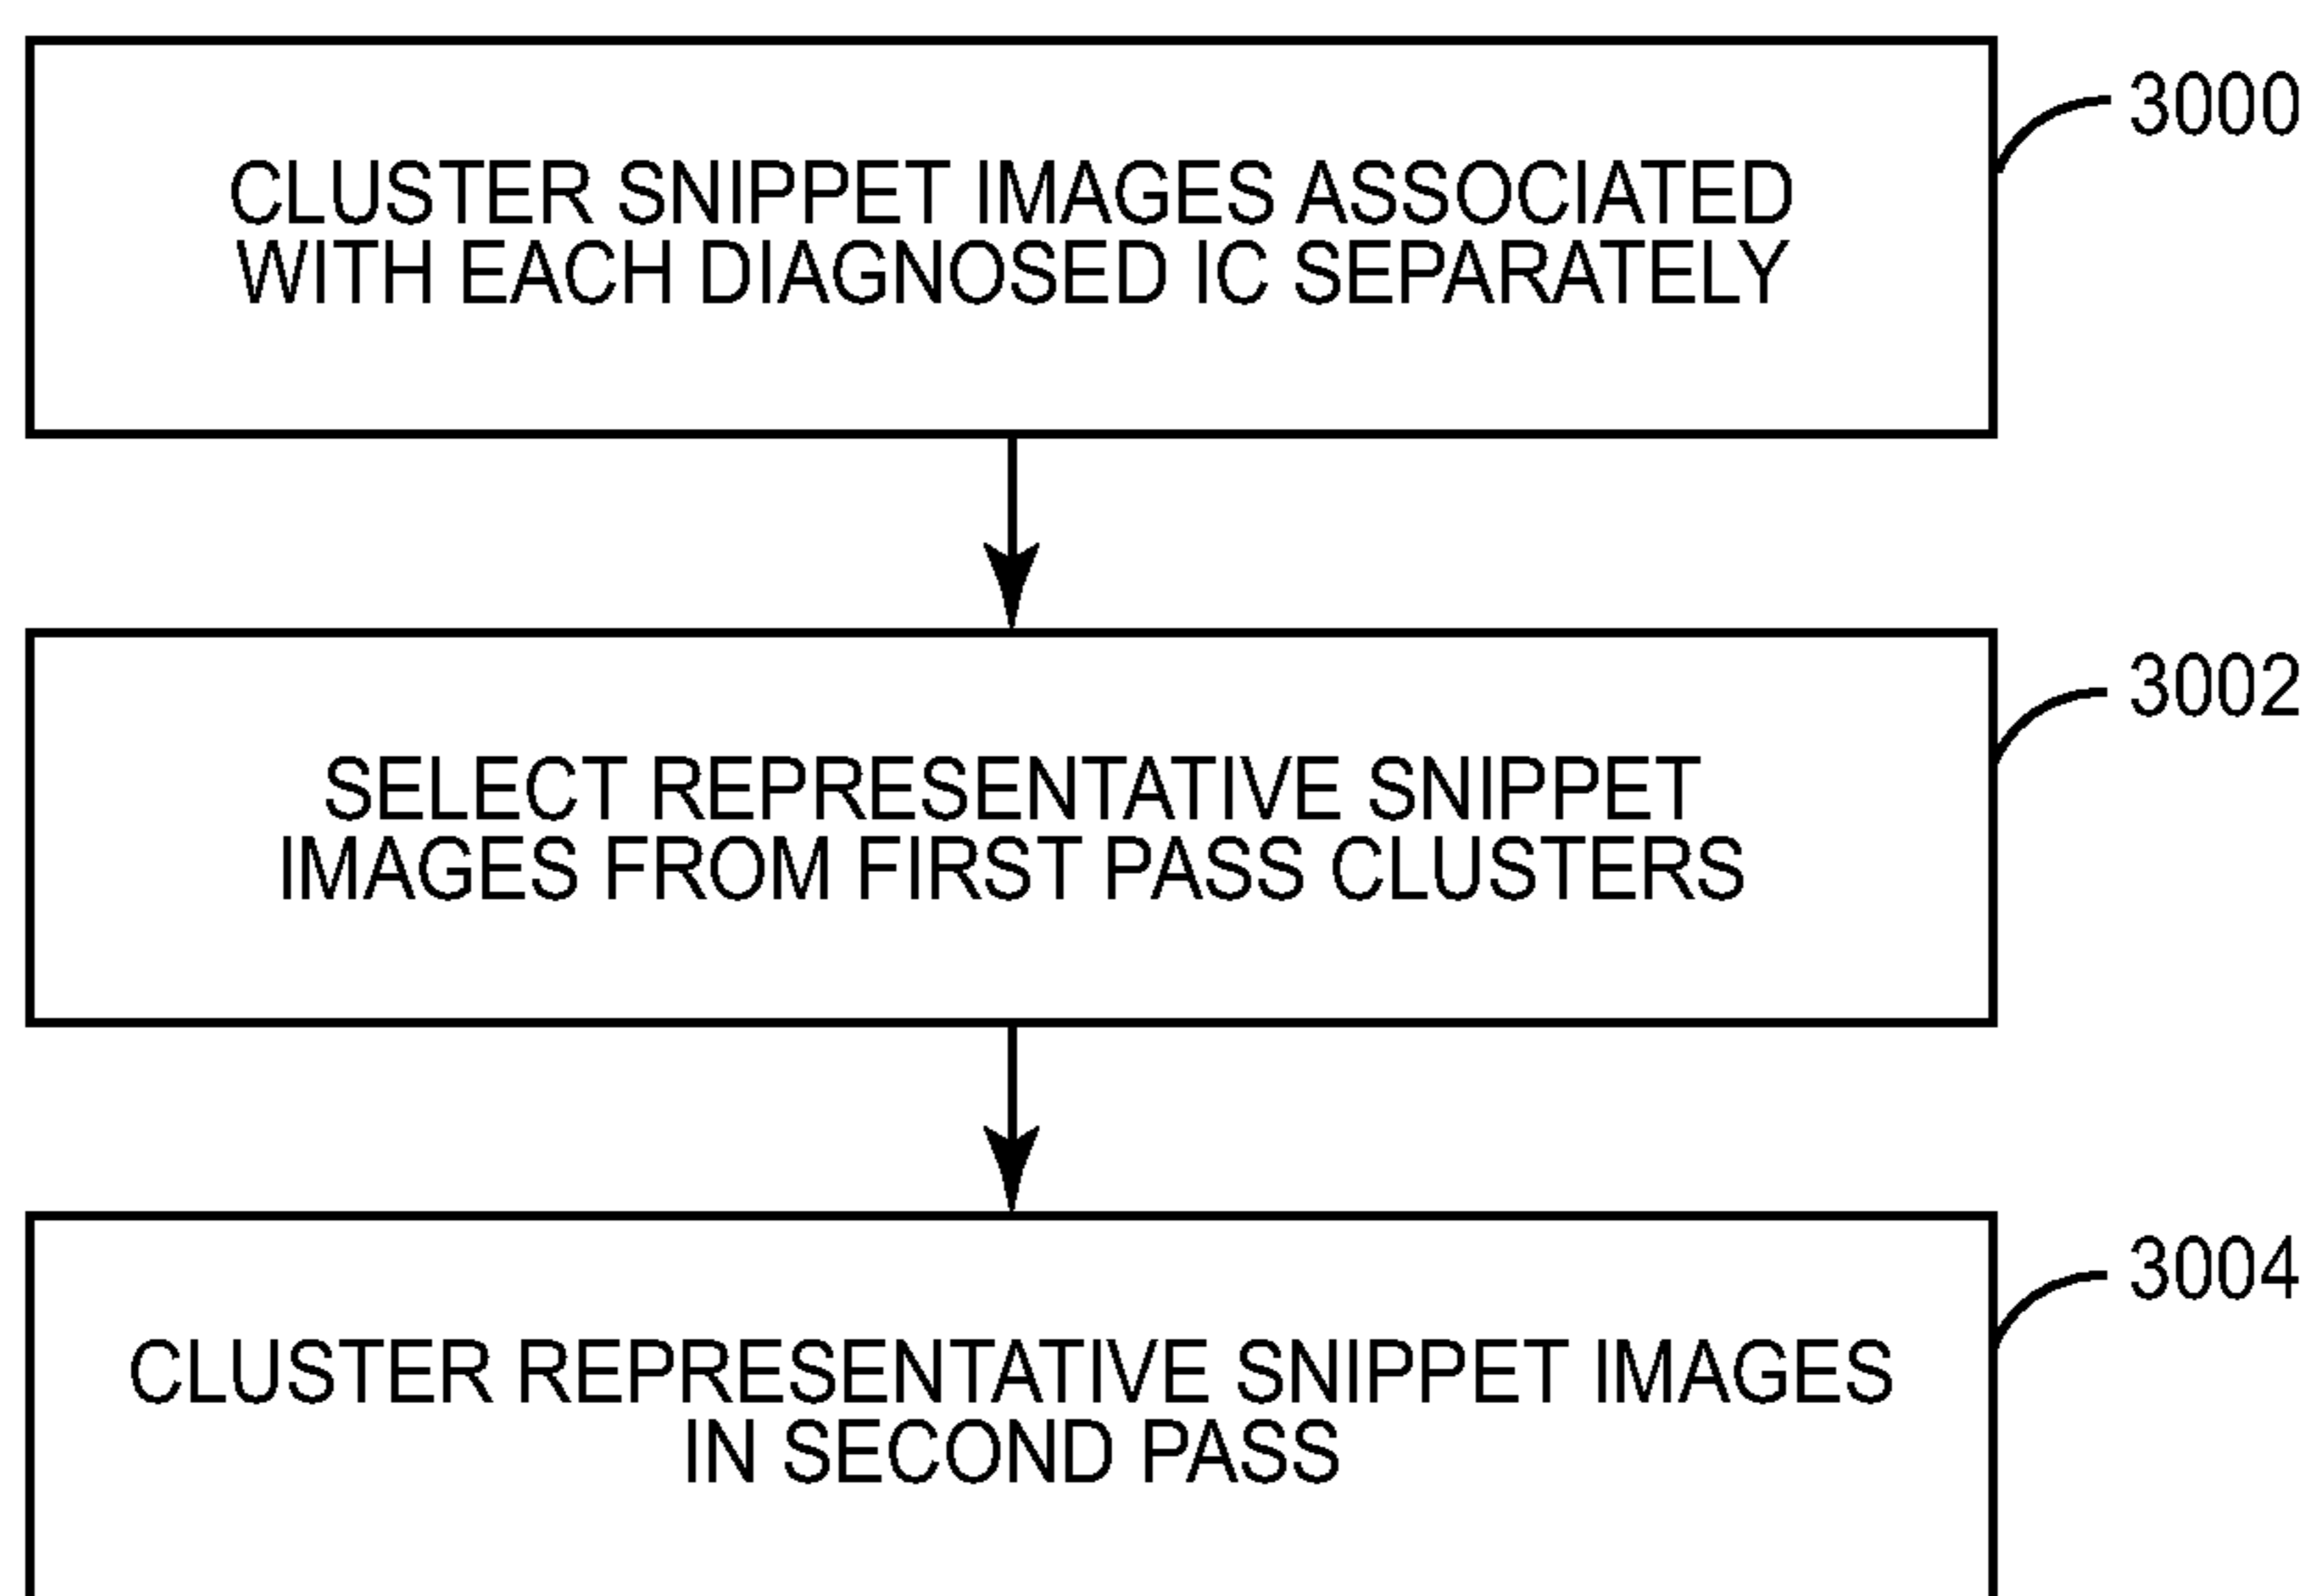 3000
CLUSTER SNIPPET IMAGES ASSOCIATED
WITH EACH DIAGNOSED IC SEPARATELY
3002
SELECT REPRESENTATIVE SNIPPET
IMAGES FROM FIRST PASS CLUSTERS
3004
CLUSTER REPRESENTATIVE SNIPPET IMAGES
IN SECOND PASS